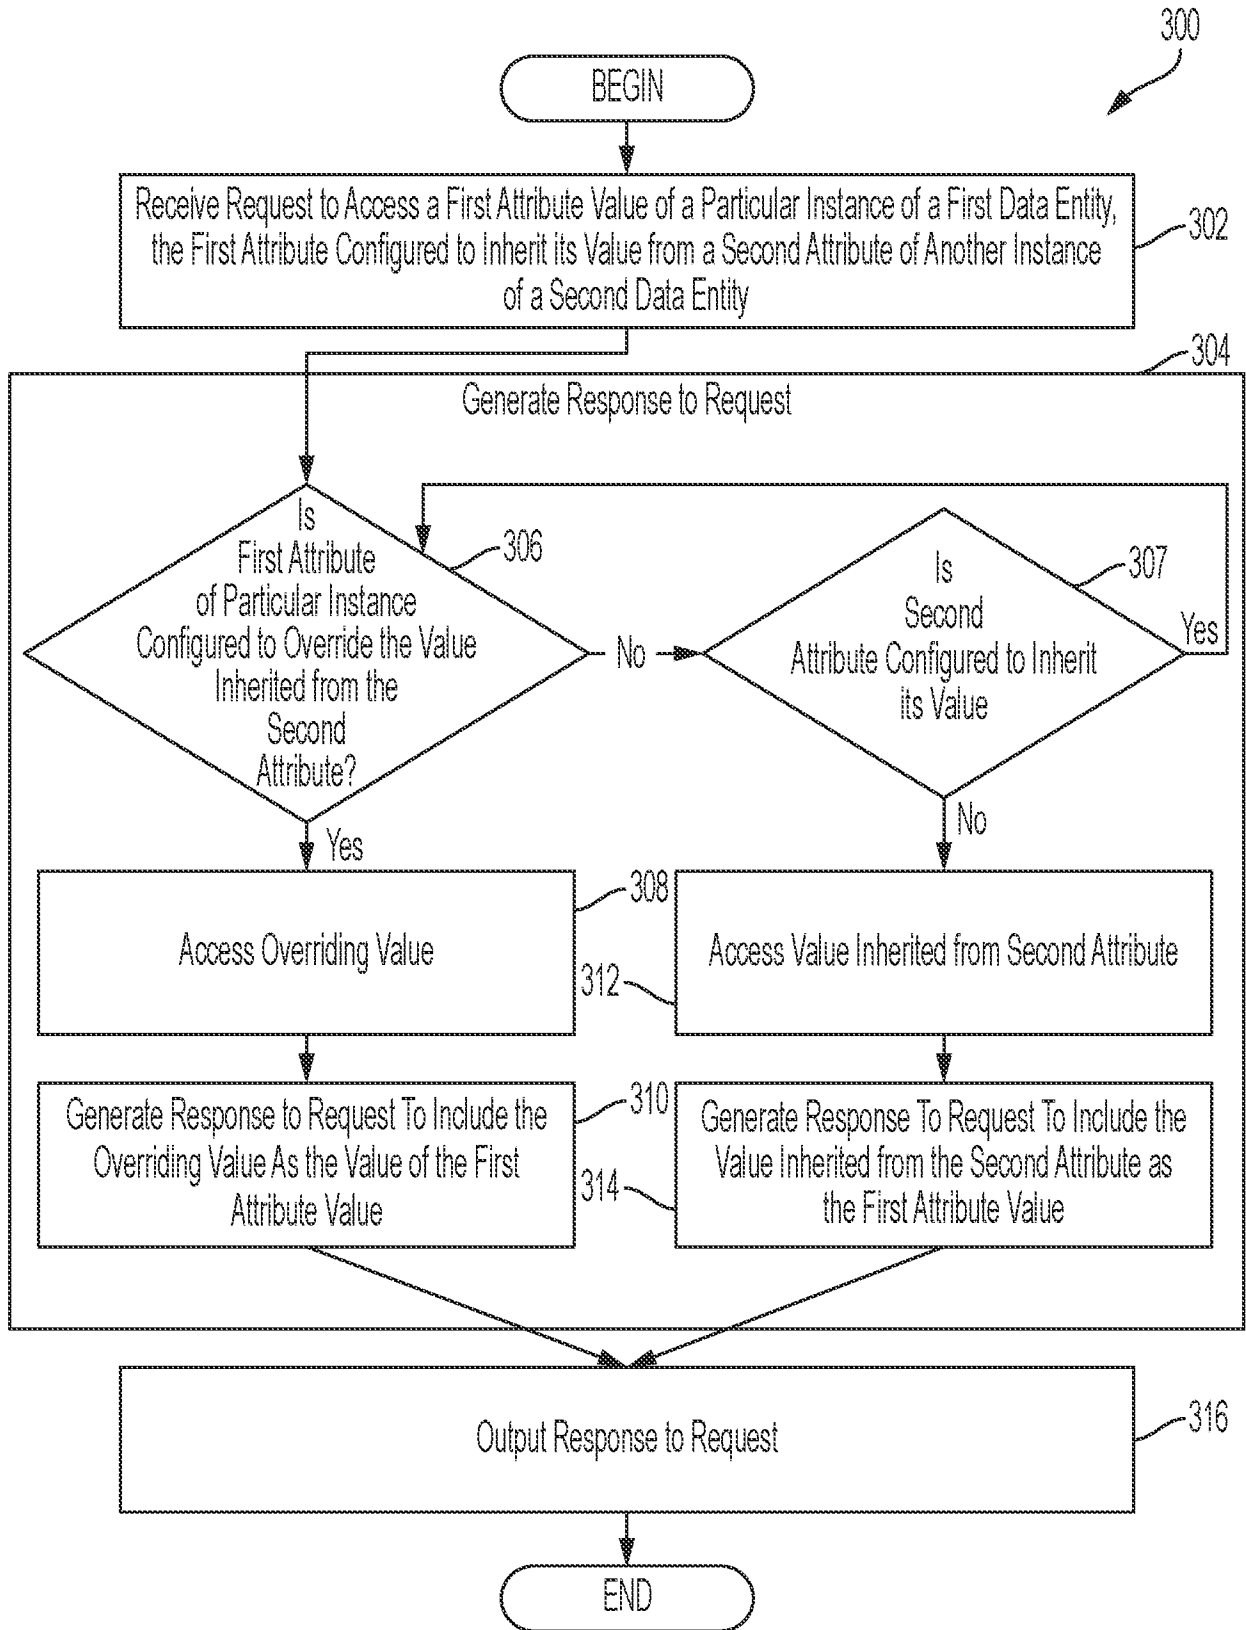 300
BEGIN
Receive Request to Access a First Attribute Value of a Particular Instance of a First Data Entity,
the First Attribute Configured to Inherit its Value from a Second Attribute of Another Instance
of a Second Data Entity
302
304
Generate Response to Request
Is
First Attribute
of Particular Instance
Configured to Override the Value
Inherited from the
Second
Attribute?
306
No
Is
Second
Attribute Configured to Inherit
its Value
307
Yes
Yes
No
Access Overriding Value
308
312
Access Value Inherited from Second Attribute
Generate Response to Request To Include the
Overriding Value As the Value of the First
Attribute Value
310
314
Generate Response To Request To Include the
Value Inherited from the Second Attribute as
the First Attribute Value
Output Response to Request
316
END